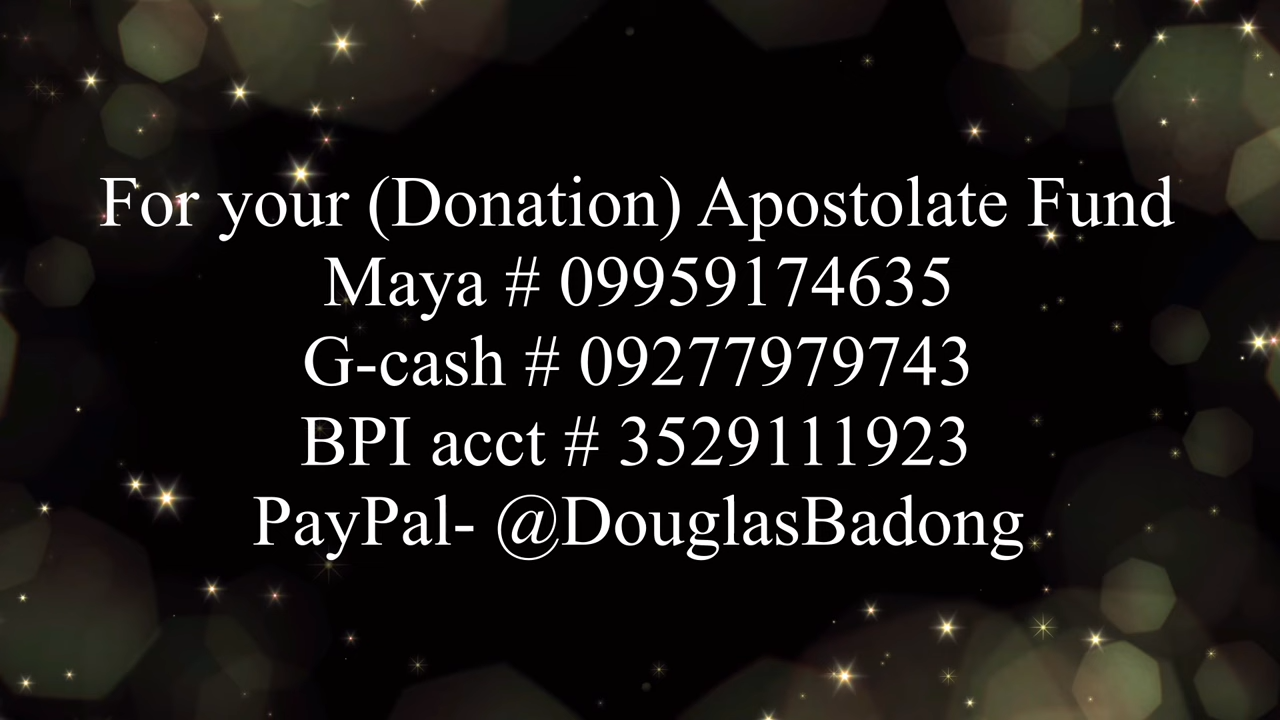 For your (Donation) Apostolate Fund
Maya # 09959174635
G-cash # 09277979743
BPI acct # 3529111923
PayPal- @DouglasBadong